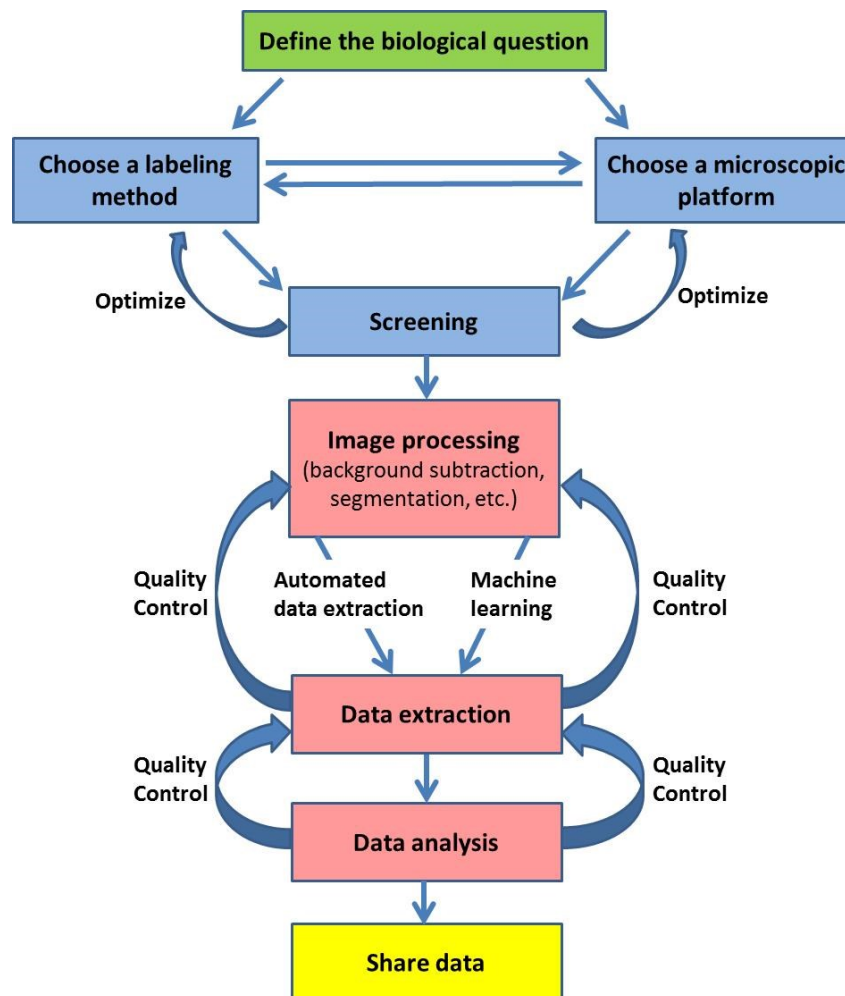 Define the biological question
Choose a labeling
method
Choose a microscopic
platform
Optimize
Optimize
Screening
Image processing
(background subtraction,
segmentation, etc.)
Quality
Control
Automated
data extraction
Machine
learning
Quality
Control
Data extraction
Quality
Control
Quality
Control
Data analysis
Share data